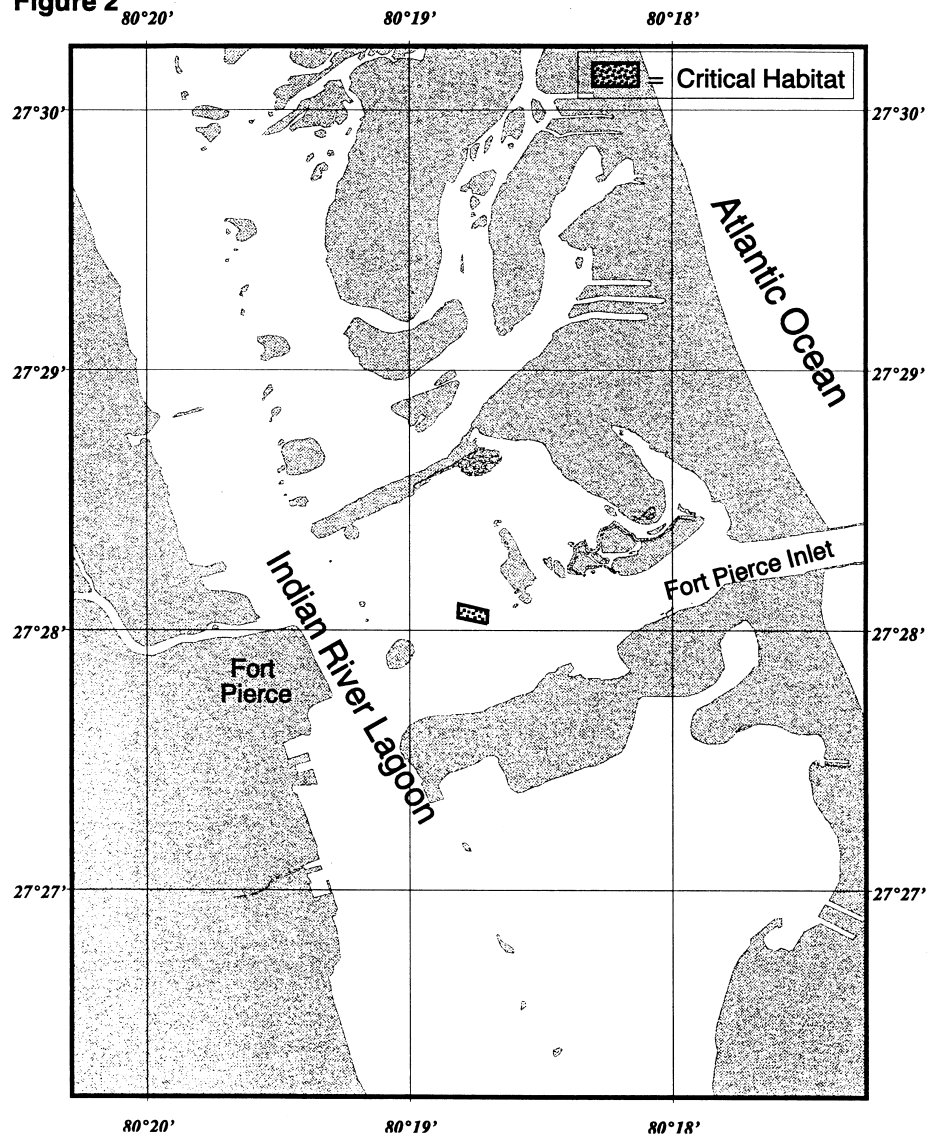 Figure 2
80°20’ 80°19’ 80°18’
= Critical Habitat
27°30’ 27°30’
Atlantic Ocean
27°29’ 27°29’
Fort Pierce Inlet
Indian River Lagoon
27°28’ 27°28’
Fort
Pierce
27°27’ 27°27’
80°20’ 80°19’ 80°18’